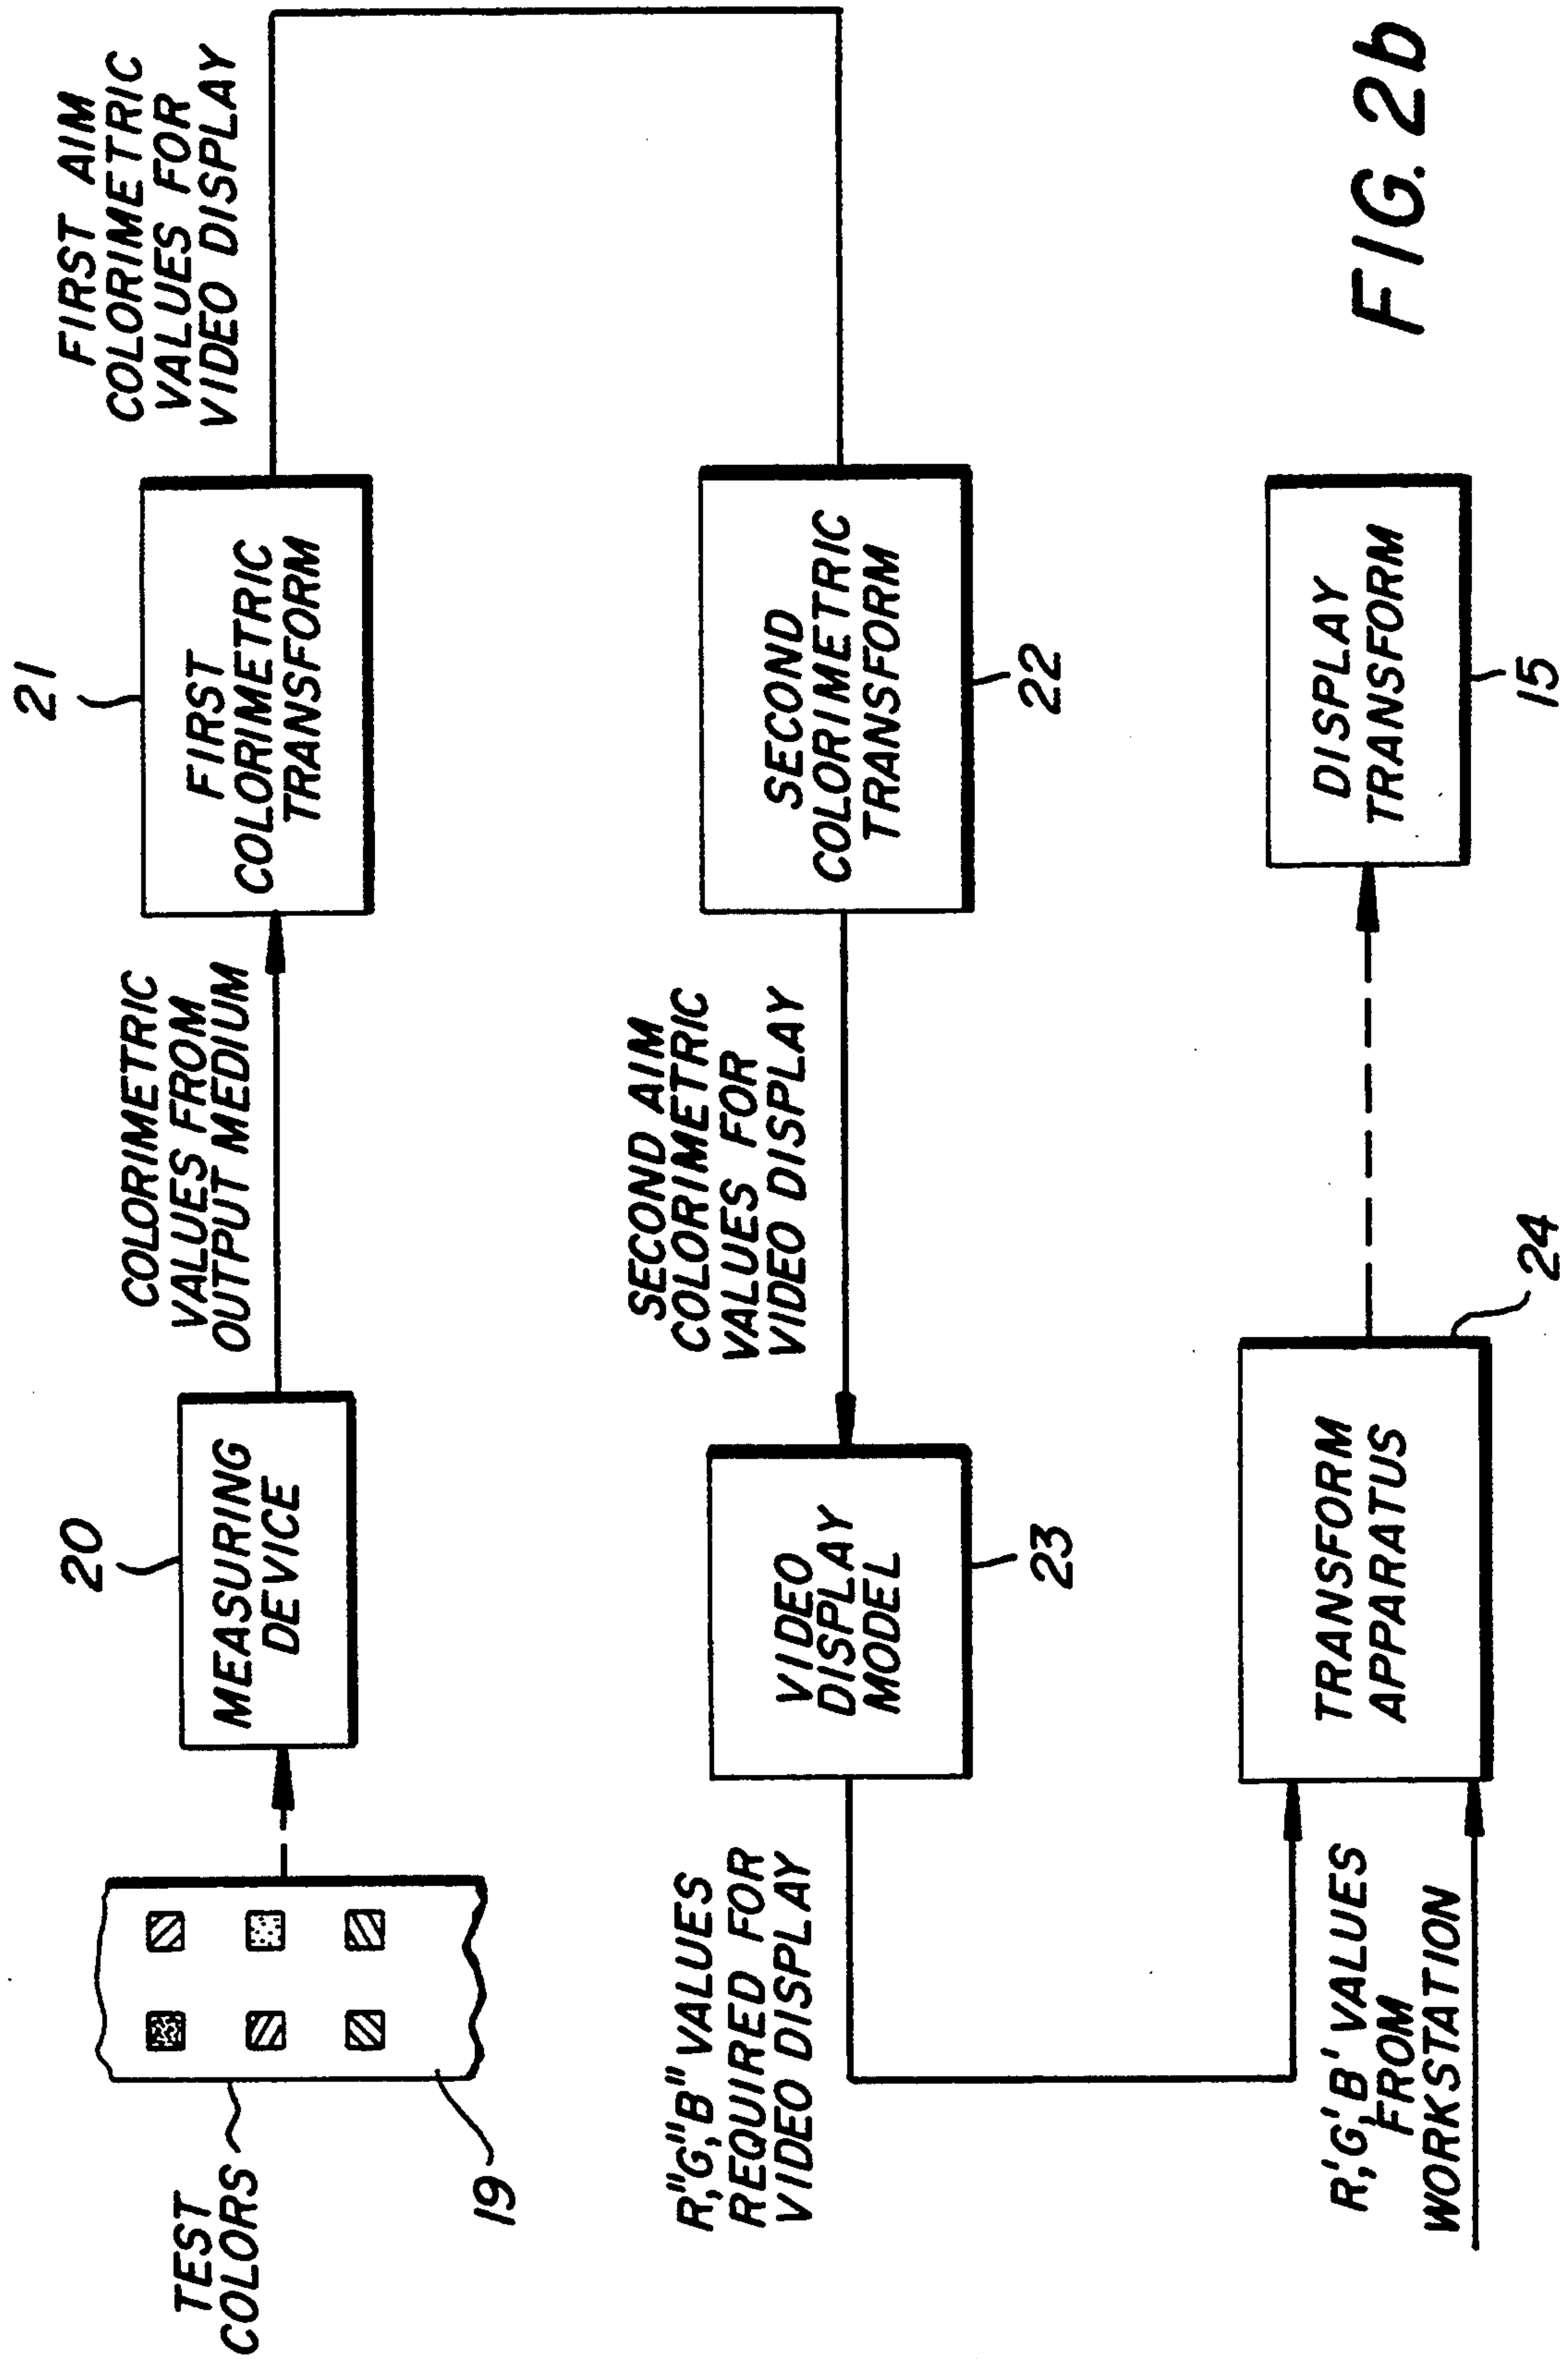 TEST
COLORS
19
20
MEASURING
DEVICE
COLORIMETRIC
VALUES FROM
OUTPUT MEDIUM
21
FIRST
COLORIMETRIC
TRANSFORM
FIRST AIM
COLORIMETRIC
VALUES FOR
VIDEO DISPLAY
SECOND
COLORIMETRIC
TRANSFORM
22
SECOND AIM
COLORIMETRIC
VALUES FOR
VIDEO DISPLAY
VIDEO
DISPLAY
MODEL
23
R,"G,"B" VALUES
REQUIRED FOR
VIDEO DISPLAY
R,'G,'B' VALUES
FROM
WORKSTATION
TRANSFORM
APPARATUS
24
DISPLAY
TRANSFORM
15
FIG. 2b